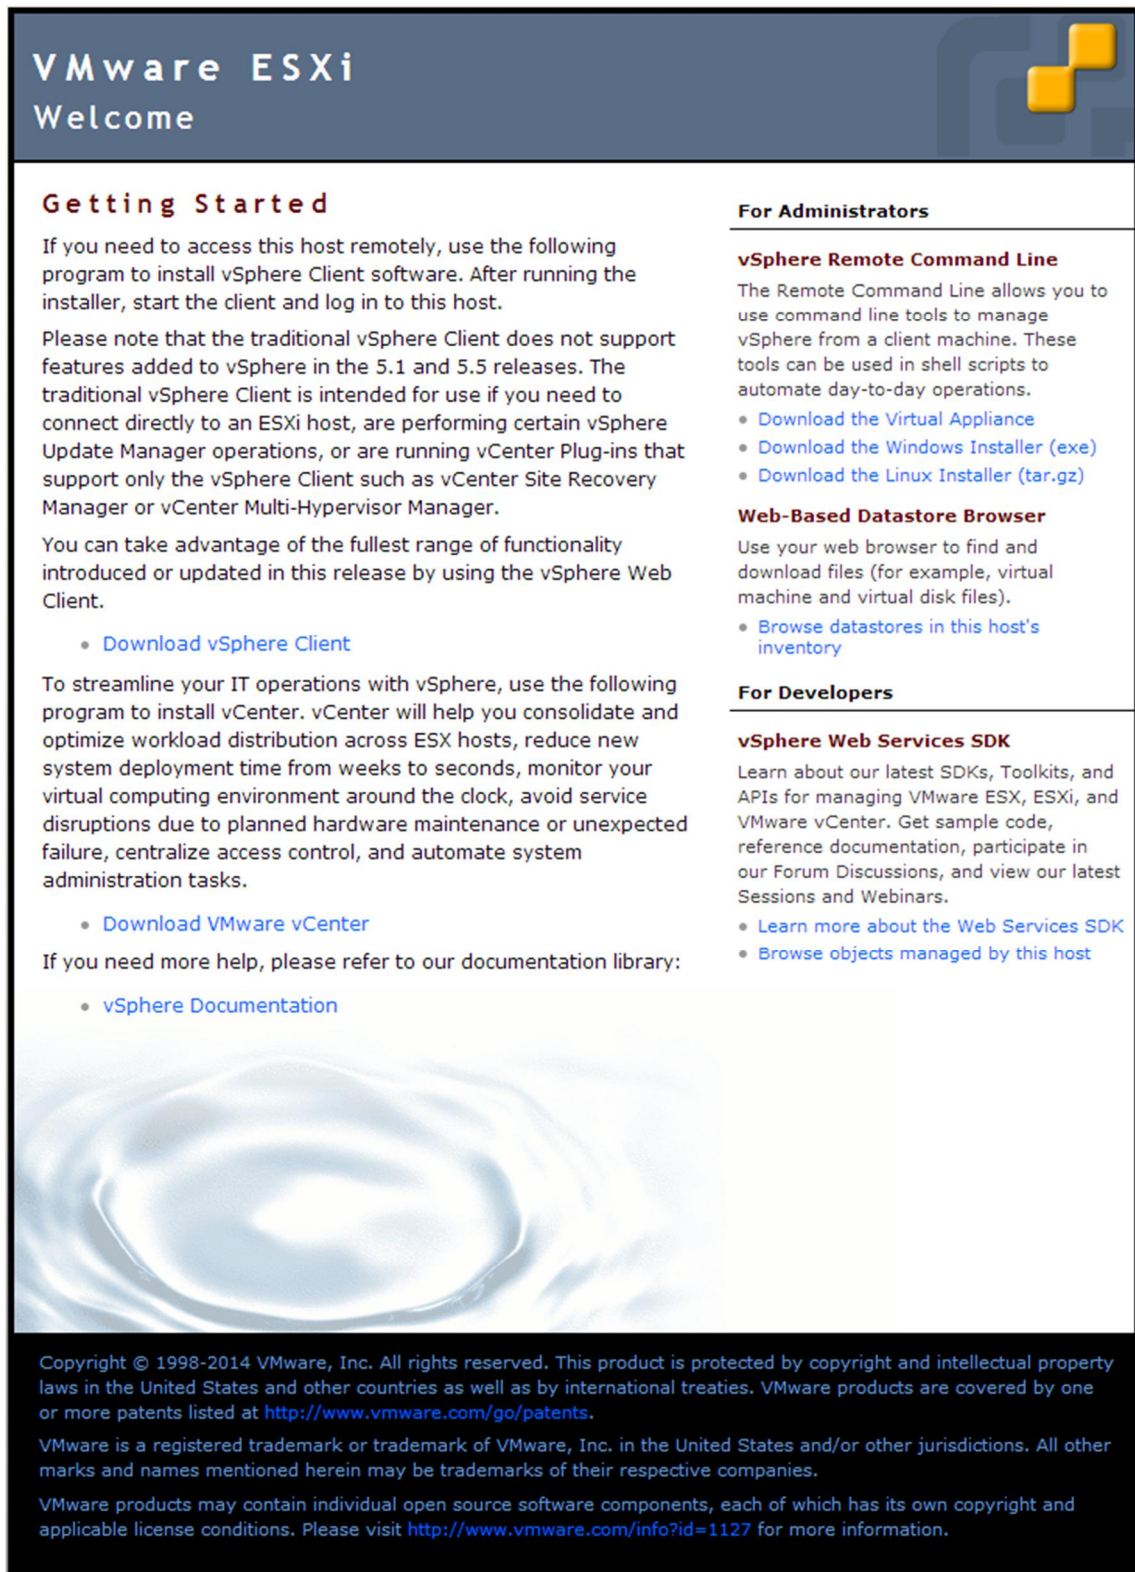 VMware ESXi
Welcome
Getting Started
If you need to access this host remotely, use the following
program to install vSphere Client software. After running the
installer, start the client and log in to this host.
Please note that the traditional vSphere Client does not support
features added to vSphere in the 5.1 and 5.5 releases. The
traditional vSphere Client is intended for use if you need to
connect directly to an ESXi host, are performing certain vSphere
Update Manager operations, or are running vCenter Plug-ins that
support only the vSphere Client such as vCenter Site Recovery
Manager or vCenter Multi-Hypervisor Manager.
You can take advantage of the fullest range of functionality
introduced or updated in this release by using the vSphere Web
Client.
• Download vSphere Client
To streamline your IT operations with vSphere, use the following
program to install vCenter. vCenter will help you consolidate and
optimize workload distribution across ESX hosts, reduce new
system deployment time from weeks to seconds, monitor your
virtual computing environment around the clock, avoid service
disruptions due to planned hardware maintenance or unexpected
failure, centralize access control, and automate system
administration tasks.
• Download VMware vCenter
If you need more help, please refer to our documentation library:
• vSphere Documentation
For Administrators
vSphere Remote Command Line
The Remote Command Line allows you to
use command line tools to manage
vSphere from a client machine. These
tools can be used in shell scripts to
automate day-to-day operations.
• Download the Virtual Appliance
• Download the Windows Installer (exe)
• Download the Linux Installer (tar.gz)
Web-Based Datastore Browser
Use your web browser to find and
download files (for example, virtual
machine and virtual disk files).
• Browse datastores in this host's
inventory
For Developers
vSphere Web Services SDK
Learn about our latest SDKs, Toolkits, and
APIs for managing VMware ESX, ESXi, and
VMware vCenter. Get sample code,
reference documentation, participate in
our Forum Discussions, and view our latest
Sessions and Webinars.
• Learn more about the Web Services SDK
• Browse objects managed by this host
Copyright © 1998-2014 VMware, Inc. All rights reserved. This product is protected by copyright and intellectual property
laws in the United States and other countries as well as by international treaties. VMware products are covered by one
or more patents listed at http://www.vmware.com/go/patents.
VMware is a registered trademark or trademark of VMware, Inc. in the United States and/or other jurisdictions. All other
marks and names mentioned herein may be trademarks of their respective companies.
VMware products may contain individual open source software components, each of which has its own copyright and
applicable license conditions. Please visit http://www.vmware.com/info?id=1127 for more information.